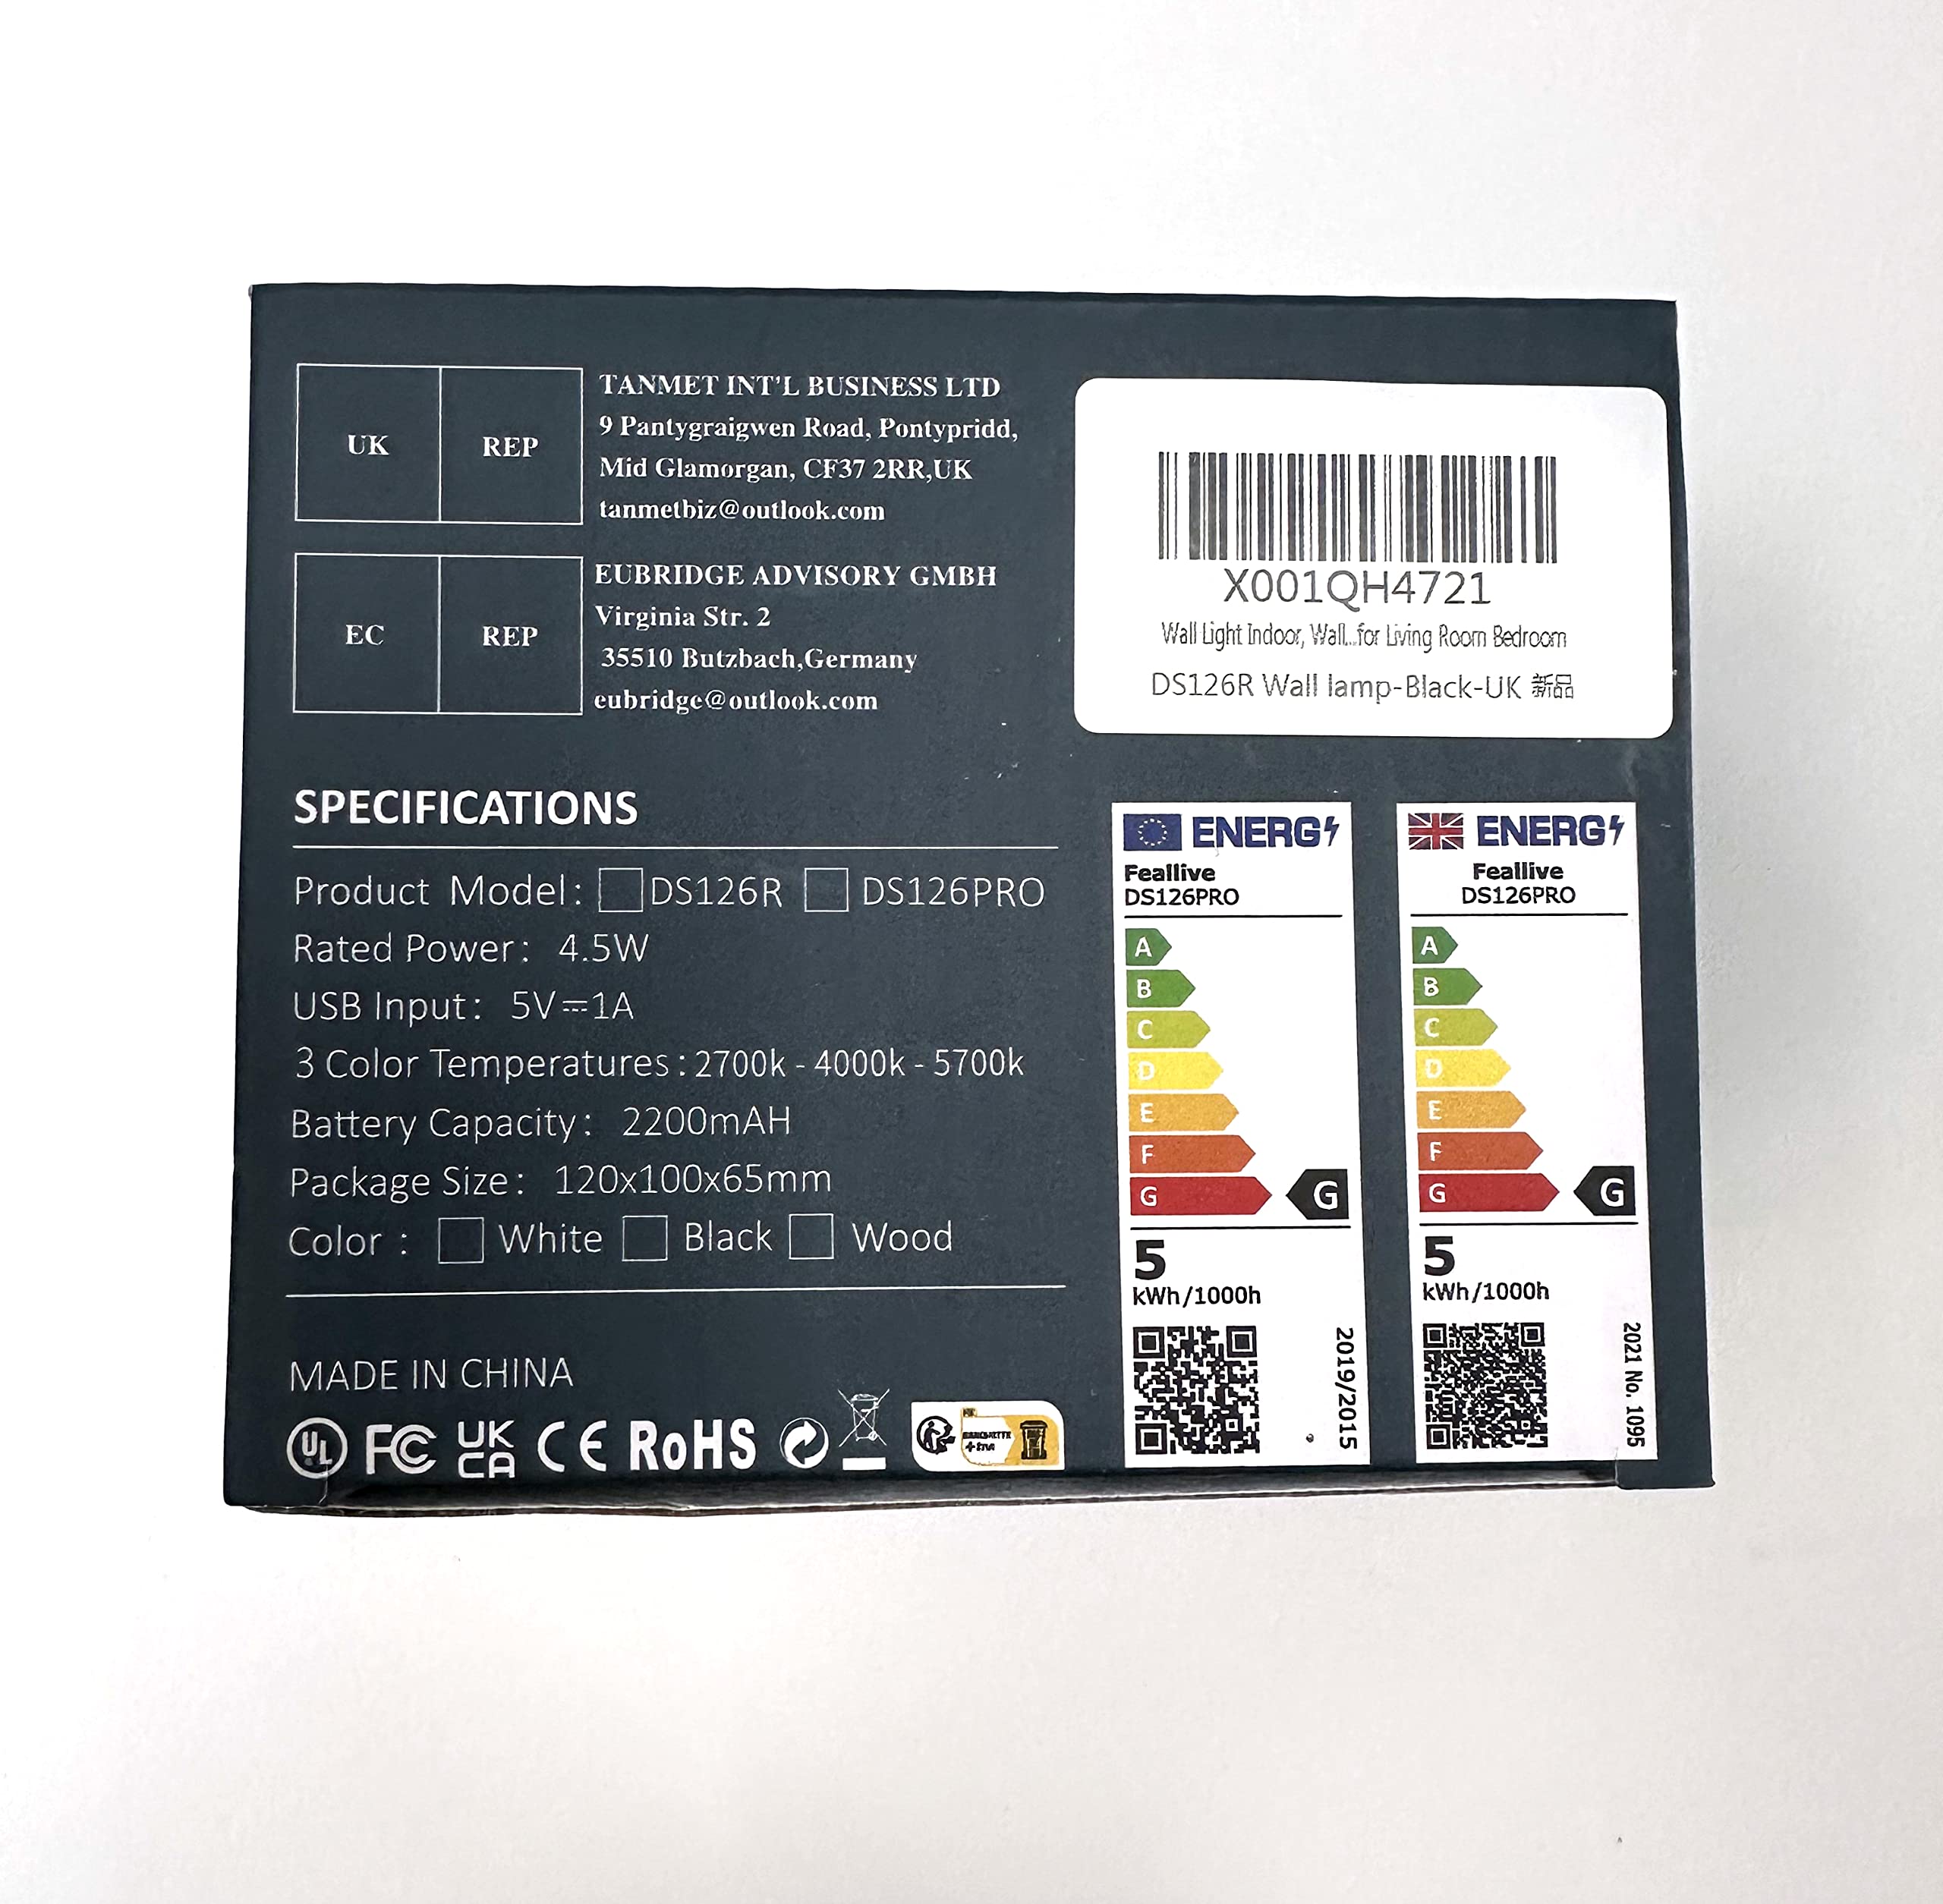 UK REP
TANMET INT'L BUSINESS LTD
9 Pantygraigwen Road, Pontypridd,
Mid Glamorgan, CF37 2RR,UK
tanmetbiz@outlook.com
EC REP
EUBRIDGE ADVISORY GMBH
Virginia Str. 2
35510 Butzbach,Germany
eubridge@outlook.com
X001QH4721
Wall Light Indoor, Wall...for Living Room Bedroom
DS126R Wall lamp-Black-UK 新品
SPECIFICATIONS
Product Model: DS126R DS126PRO
Rated Power: 4.5W
USB Input: 5V⎓1A
3 Color Temperatures: 2700k - 4000k - 5700k
Battery Capacity: 2200mAH
Package Size: 120x100x65mm
Color : White Black Wood
MADE IN CHINA
UL FC UK CA CE RoHS
ENERG
Feallive
DS126PRO
A
B
C
D
E
F
G G
5
kWh/1000h
2019/2015
ENERG
Feallive
DS126PRO
A
B
C
D
E
F
G G
5
kWh/1000h
2021 No. 1095